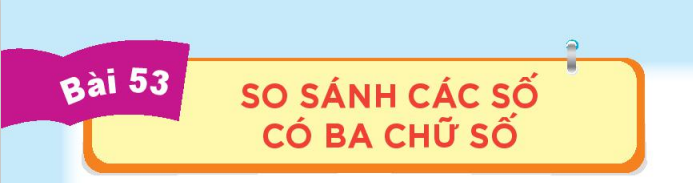 Bài 53
SO SÁNH CÁC SỐ
CÓ BA CHỮ SỐ